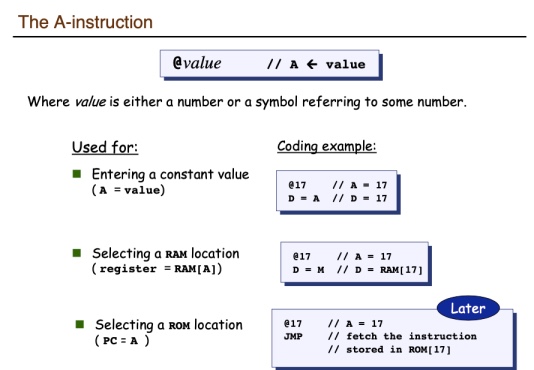 The A-instruction
@value // A ← value
Where value is either a number or a symbol referring to some number.
Used for:
Coding example:
Entering a constant value
( A = value)
@17 // A = 17
D = A // D = 17
Selecting a RAM location
( register = RAM[A])
@17 // A = 17
D = M // D = RAM[17]
Later
Selecting a ROM location
( PC = A )
@17 // A = 17
JMP // fetch the instruction
// stored in ROM[17]